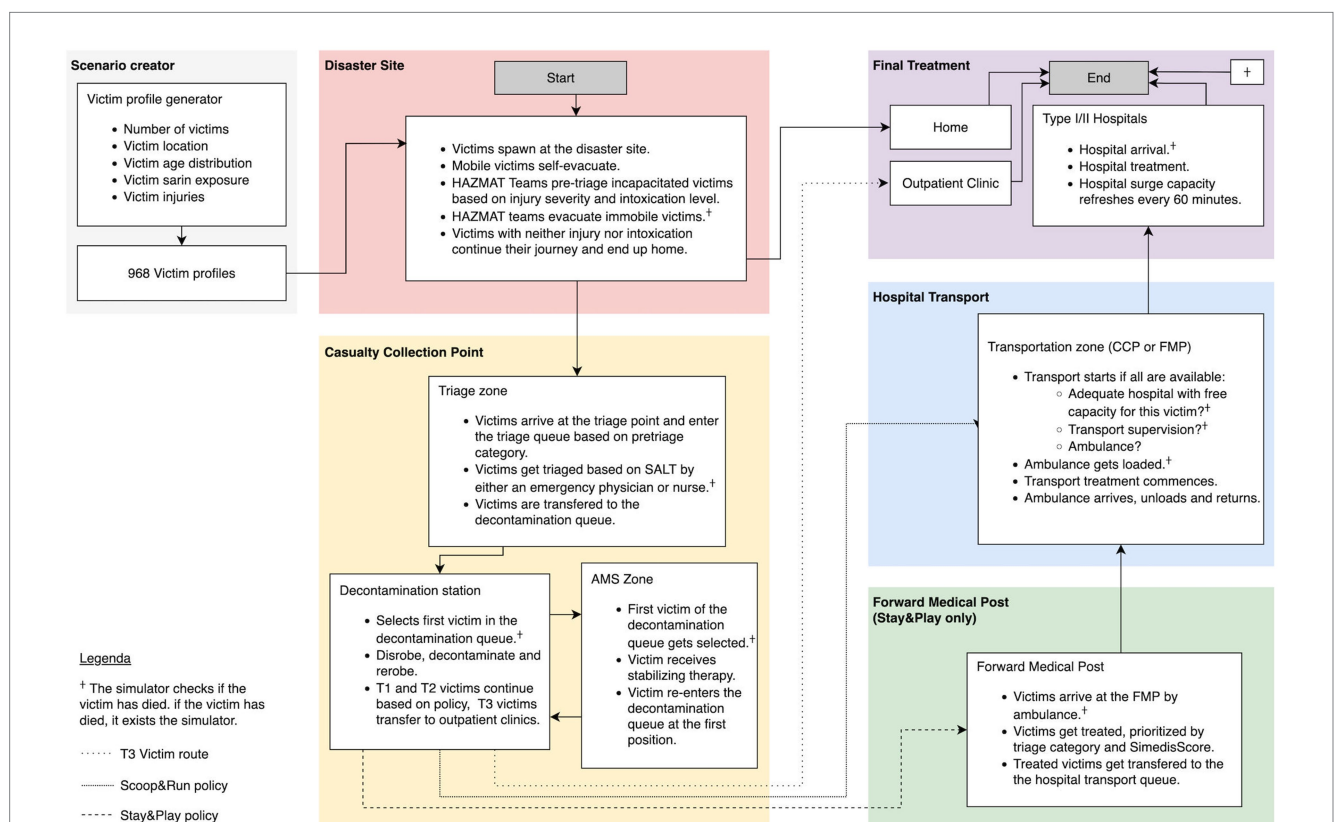 Scenario creator
Victim profile generator
• Number of victims
• Victim location
• Victim age distribution
• Victim sarin exposure
• Victim injuries
968 Victim profiles
Disaster Site
Start
• Victims spawn at the disaster site.
• Mobile victims self-evacuate.
• HAZMAT Teams pre-triage incapacitated victims
based on injury severity and intoxication level.
• HAZMAT teams evacuate immobile victims.†
• Victims with neither injury nor intoxication
continue their journey and end up home.
Final Treatment
End
†
Home
Outpatient Clinic
Type I/II Hospitals
• Hospital arrival.†
• Hospital treatment.
• Hospital surge capacity
refreshes every 60 minutes.
Casualty Collection Point
Triage zone
• Victims arrive at the triage point and enter
the triage queue based on pretriage
category.
• Victims get triaged based on SALT by
either an emergency physician or nurse.†
• Victims are transfered to the
decontamination queue.
Decontamination station
• Selects first victim in the
decontamination queue.†
• Disrobe, decontaminate and
rerobe.
• T1 and T2 victims continue
based on policy, T3 victims
transfer to outpatient clinics.
AMS Zone
• First victim of the
decontamination
queue gets selected.†
• Victim receives
stabilizing therapy.
• Victim re-enters the
decontamination
queue at the first
position.
Hospital Transport
Transportation zone (CCP or FMP)
• Transport starts if all are available:
○ Adequate hospital with free
capacity for this victim?†
○ Transport supervision?†
○ Ambulance?
• Ambulance gets loaded.†
• Transport treatment commences.
• Ambulance arrives, unloads and returns.
Forward Medical Post
(Stay&Play only)
Forward Medical Post
• Victims arrive at the FMP by
ambulance.†
• Victims get treated, prioritized by
triage category and SimedisScore.
• Treated victims get transfered to the
the hospital transport queue.
Legenda
† The simulator checks if the
victim has died. if the victim has
died, it exists the simulator.
T3 Victim route
Scoop&Run policy
Stay&Play policy